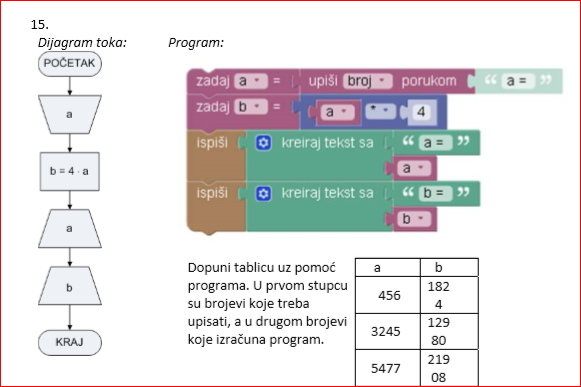 15.
Dijagram toka: Program:
POČETAK
a
b = 4 · a
a
b
KRAJ
zadaj a = upiši broj porukom “ a = ”
zadaj b = a * 4
ispiši kreiraj tekst sa “ a = ”
a
ispiši kreiraj tekst sa “ b = ”
b
Dopuni tablicu uz pomoć
programa. U prvom stupcu
su brojevi koje treba
upisati, a u drugom brojevi
koje izračuna program.
a b
456 182
4
3245 129
80
5477 219
08